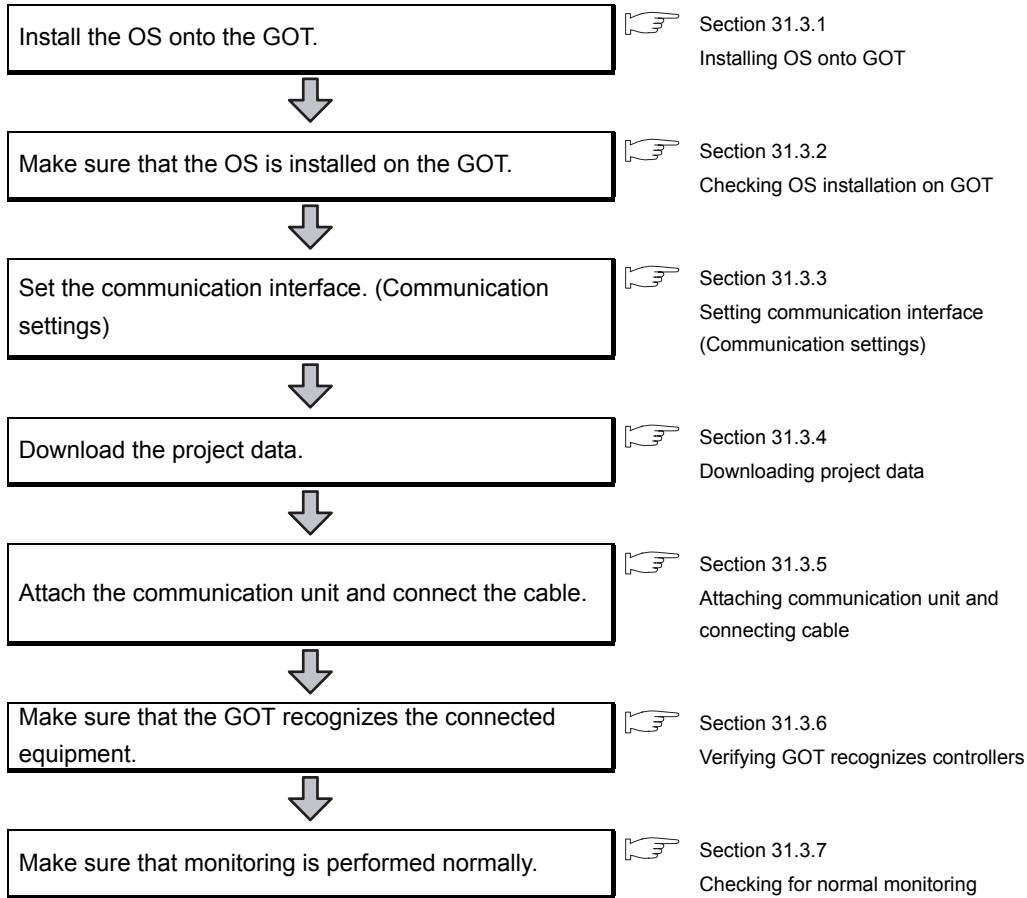 Install the OS onto the GOT.
Section 31.3.1
Installing OS onto GOT
Make sure that the OS is installed on the GOT.
Section 31.3.2
Checking OS installation on GOT
Set the communication interface. (Communication
settings)
Section 31.3.3
Setting communication interface
(Communication settings)
Download the project data.
Section 31.3.4
Downloading project data
Attach the communication unit and connect the cable.
Section 31.3.5
Attaching communication unit and
connecting cable
Make sure that the GOT recognizes the connected
equipment.
Section 31.3.6
Verifying GOT recognizes controllers
Make sure that monitoring is performed normally.
Section 31.3.7
Checking for normal monitoring